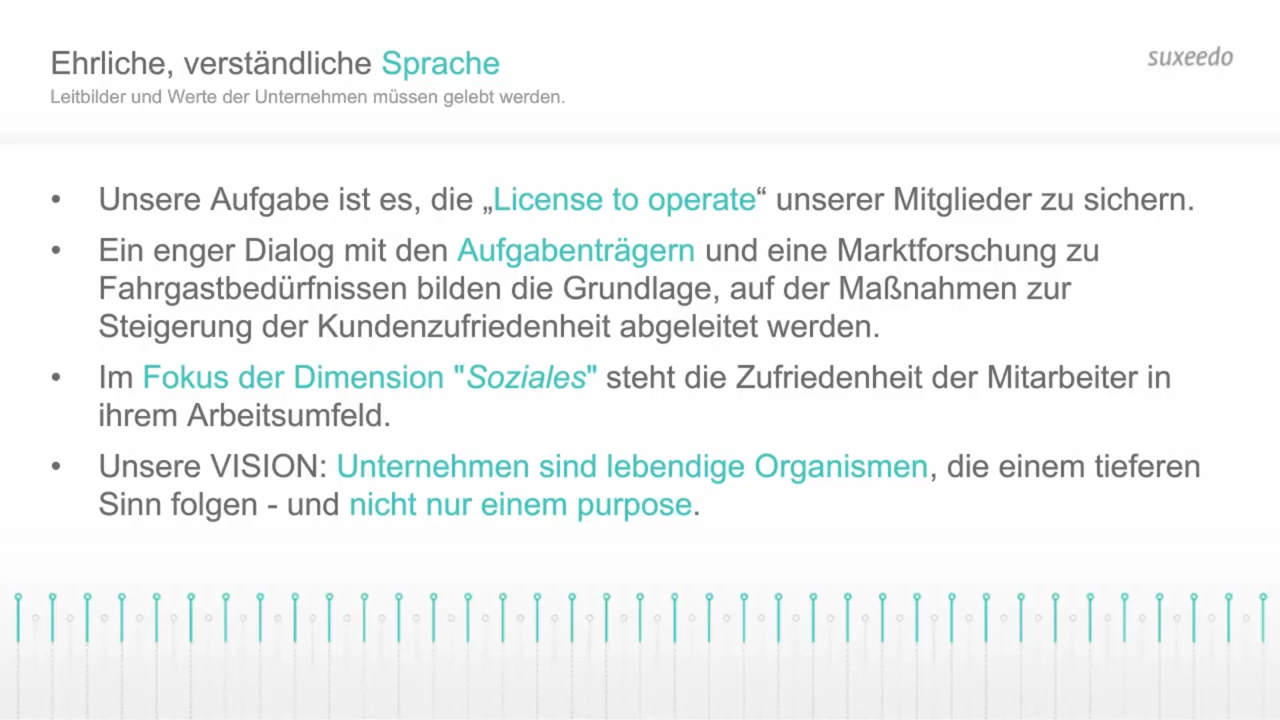 Ehrliche, verständliche Sprache
suxeedo
Leitbilder und Werte der Unternehmen müssen gelebt werden.
• Unsere Aufgabe ist es, die „License to operate“ unserer Mitglieder zu sichern.
• Ein enger Dialog mit den Aufgabenträgern und eine Marktforschung zu
Fahrgastbedürfnissen bilden die Grundlage, auf der Maßnahmen zur
Steigerung der Kundenzufriedenheit abgeleitet werden.
• Im Fokus der Dimension "Soziales" steht die Zufriedenheit der Mitarbeiter in
ihrem Arbeitsumfeld.
• Unsere VISION: Unternehmen sind lebendige Organismen, die einem tieferen
Sinn folgen - und nicht nur einem purpose.